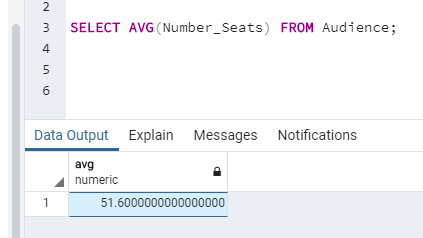 2
3 SELECT AVG(Number_Seats) FROM Audience;
4
5
6
Data Output Explain Messages Notifications
avg
numeric
1 51.6000000000000000